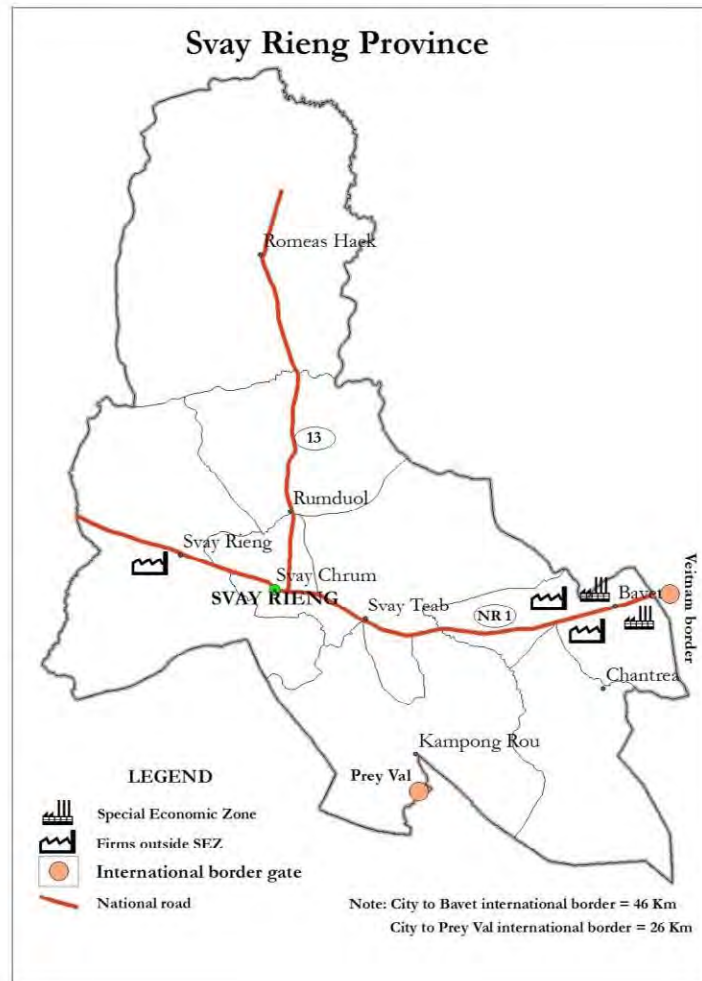 Svay Rieng Province
Romeas Haek
13
Rumduol
Svay Rieng
Svay Chrum
SVAY RIENG
Svay Teab
NR 1
Bavet
Veitnam border
Chantrea
Kampong Rou
Prey Val
LEGEND
Special Economic Zone
Firms outside SEZ
International border gate
National road
Note: City to Bavet international border = 46 Km
City to Prey Val international border = 26 Km